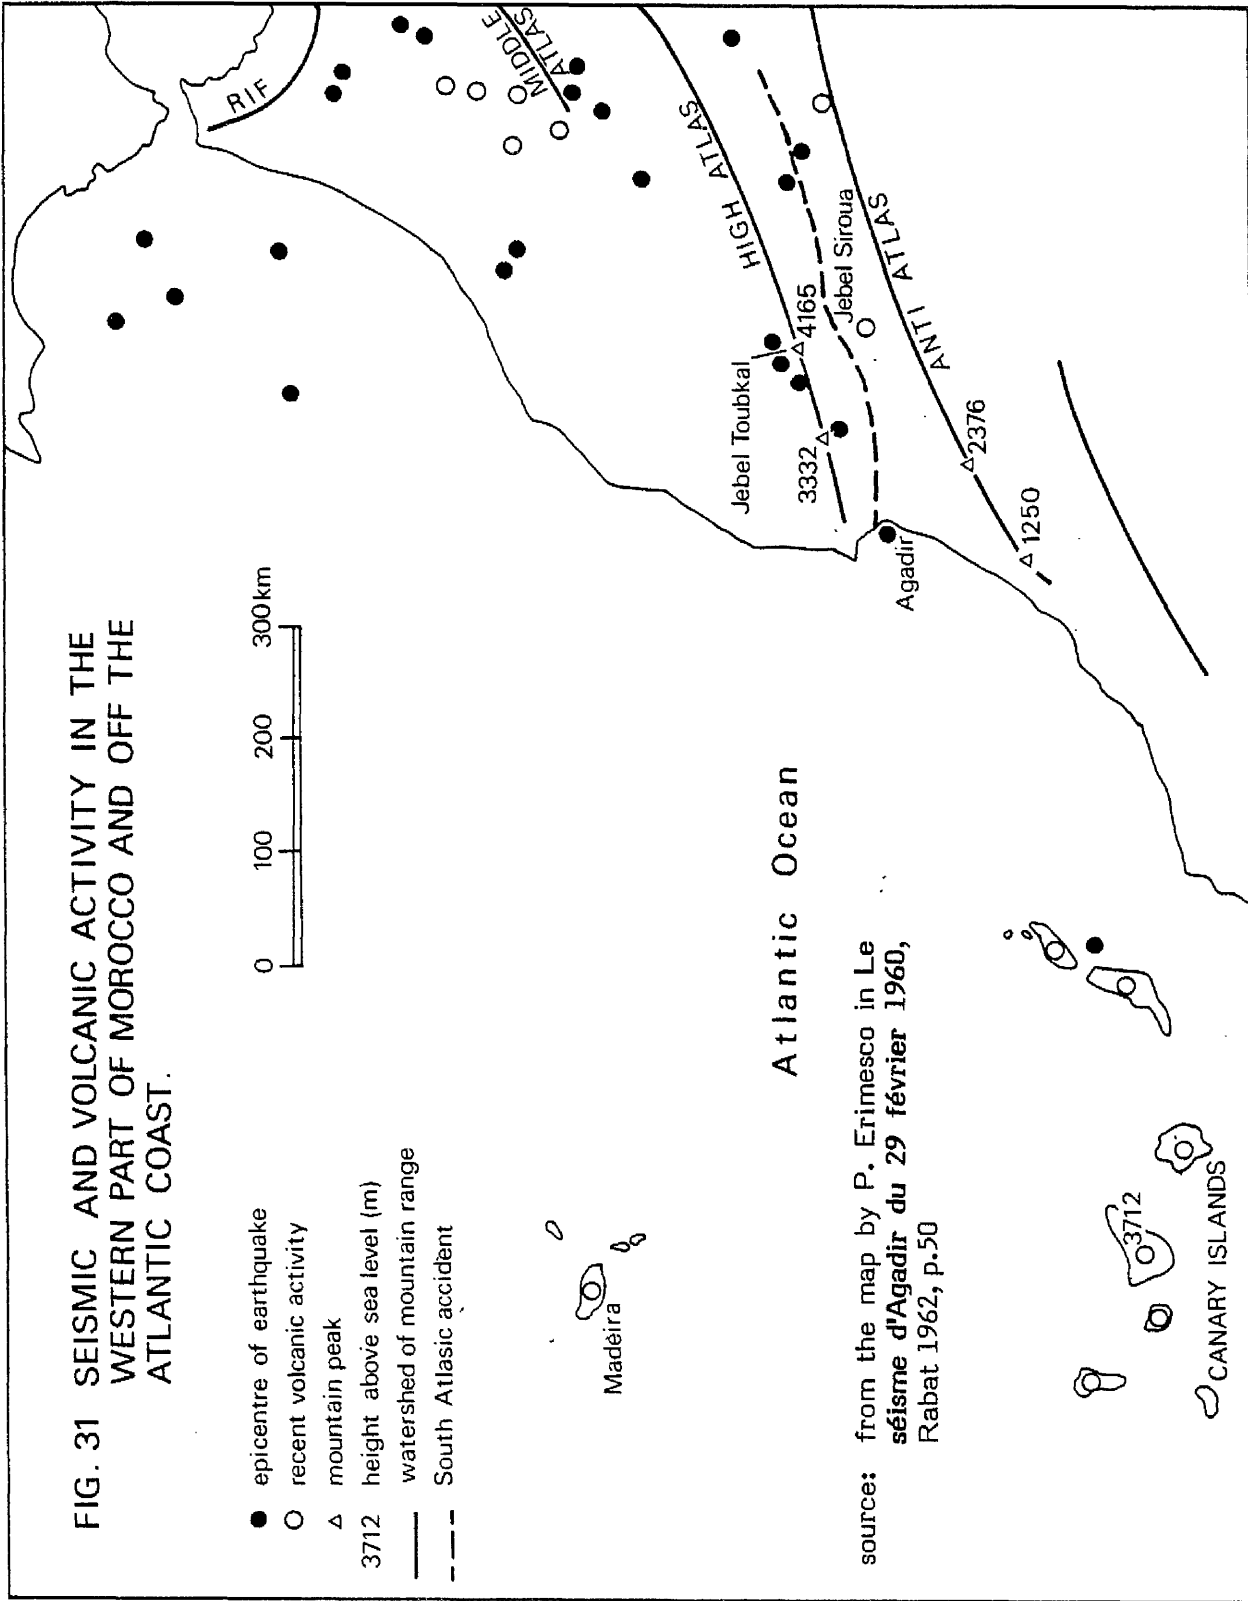 FIG. 31 SEISMIC AND VOLCANIC ACTIVITY IN THE
WESTERN PART OF MOROCCO AND OFF THE
ATLANTIC COAST.
0 100 200 300km
epicentre of earthquake
recent volcanic activity
mountain peak
3712 height above sea level (m)
watershed of mountain range
South Atlasic accident
RIF
MIDDLE
ATLAS
HIGH ATLAS
Jebel Toubkal
4165
3332
Jebel Siroua
ANTI ATLAS
2376
1250
Agadir
Madeira
Atlantic Ocean
source: from the map by P. Erimesco in Le
séisme d'Agadir du 29 février 1960,
Rabat 1962, p.50
3712
CANARY ISLANDS